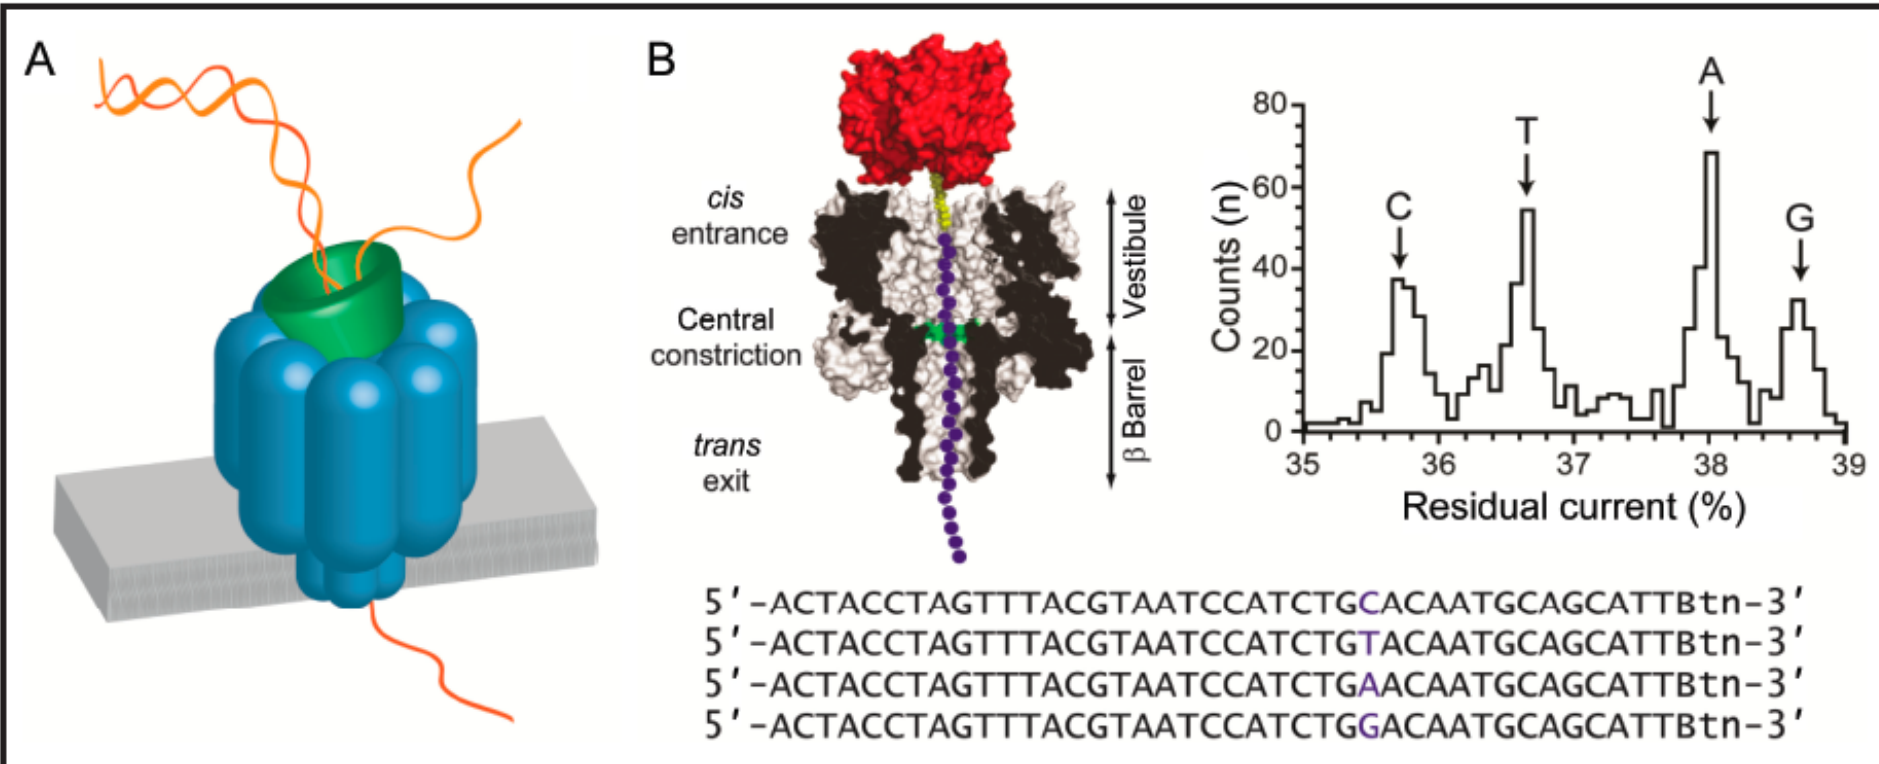 A
B
cis
entrance
Central
constriction
trans
exit
Vestibule
β Barrel
Counts (n)
80
60
40
20
0
C
T
A
G
35 36 37 38 39
Residual current (%)
5'-ACTACCTAGTTTACGTAATCCATCTGCACAATGCAGCATTBtn-3'
5'-ACTACCTAGTTTACGTAATCCATCTGTACAATGCAGCATTBtn-3'
5'-ACTACCTAGTTTACGTAATCCATCTGAACAATGCAGCATTBtn-3'
5'-ACTACCTAGTTTACGTAATCCATCTGGACAATGCAGCATTBtn-3'